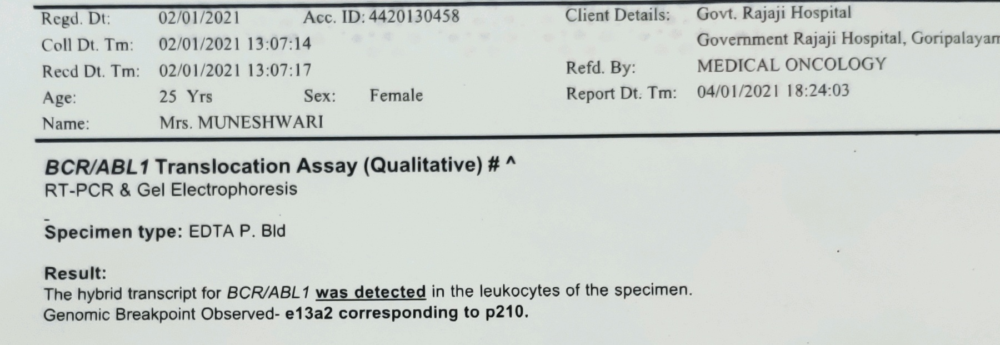 Regd. Dt: 02/01/2021 Acc. ID: 4420130458 Client Details: Govt. Rajaji Hospital
Coll Dt. Tm: 02/01/2021 13:07:14 Government Rajaji Hospital, Goripalayam
Recd Dt. Tm: 02/01/2021 13:07:17 Refd. By: MEDICAL ONCOLOGY
Age: 25 Yrs Sex: Female Report Dt. Tm: 04/01/2021 18:24:03
Name: Mrs. MUNESHWARI
BCR/ABL1 Translocation Assay (Qualitative) # ^
RT-PCR & Gel Electrophoresis
Specimen type: EDTA P. Bld
Result:
The hybrid transcript for BCR/ABL1 was detected in the leukocytes of the specimen.
Genomic Breakpoint Observed- e13a2 corresponding to p210.